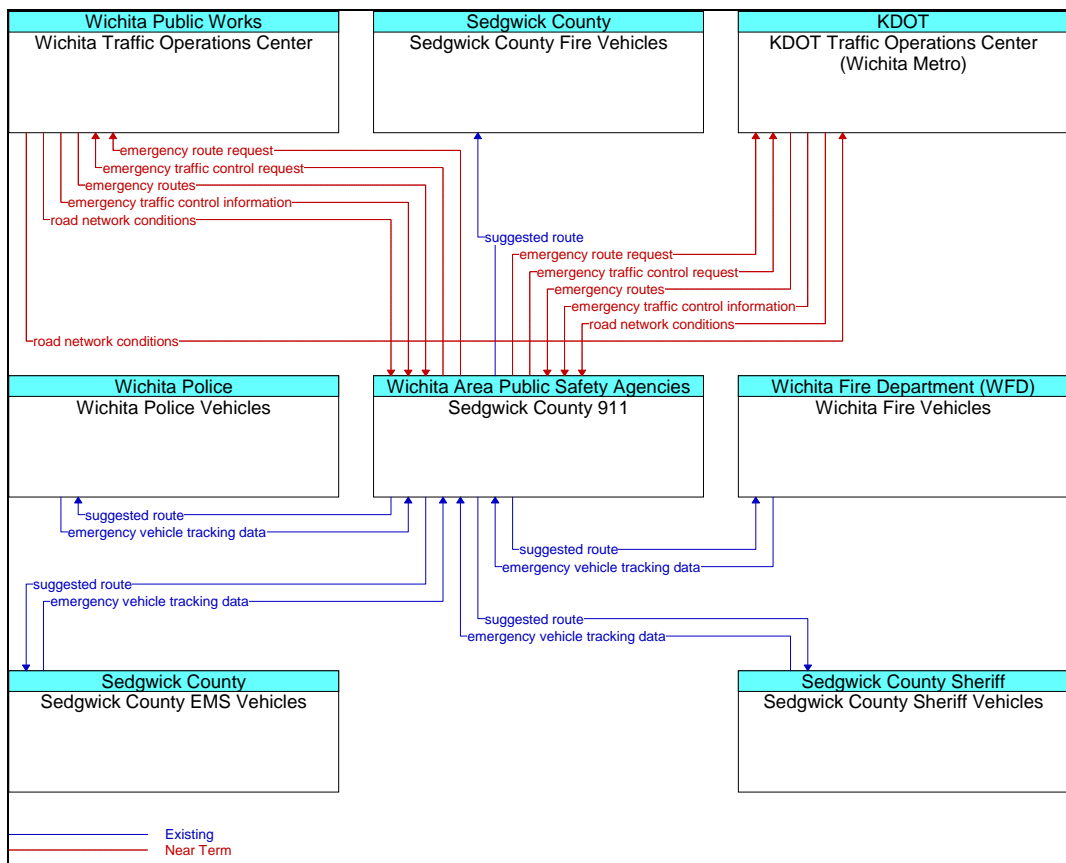 Wichita Public Works
Wichita Traffic Operations Center
Sedgwick County
Sedgwick County Fire Vehicles
KDOT
KDOT Traffic Operations Center
(Wichita Metro)
emergency route request
emergency traffic control request
emergency routes
emergency traffic control information
road network conditions
suggested route
emergency route request
emergency traffic control request
emergency routes
emergency traffic control information
road network conditions
road network conditions
Wichita Police
Wichita Police Vehicles
Wichita Area Public Safety Agencies
Sedgwick County 911
Wichita Fire Department (WFD)
Wichita Fire Vehicles
suggested route
emergency vehicle tracking data
suggested route
emergency vehicle tracking data
suggested route
emergency vehicle tracking data
suggested route
emergency vehicle tracking data
Sedgwick County
Sedgwick County EMS Vehicles
Sedgwick County Sheriff
Sedgwick County Sheriff Vehicles
Existing
Near Term